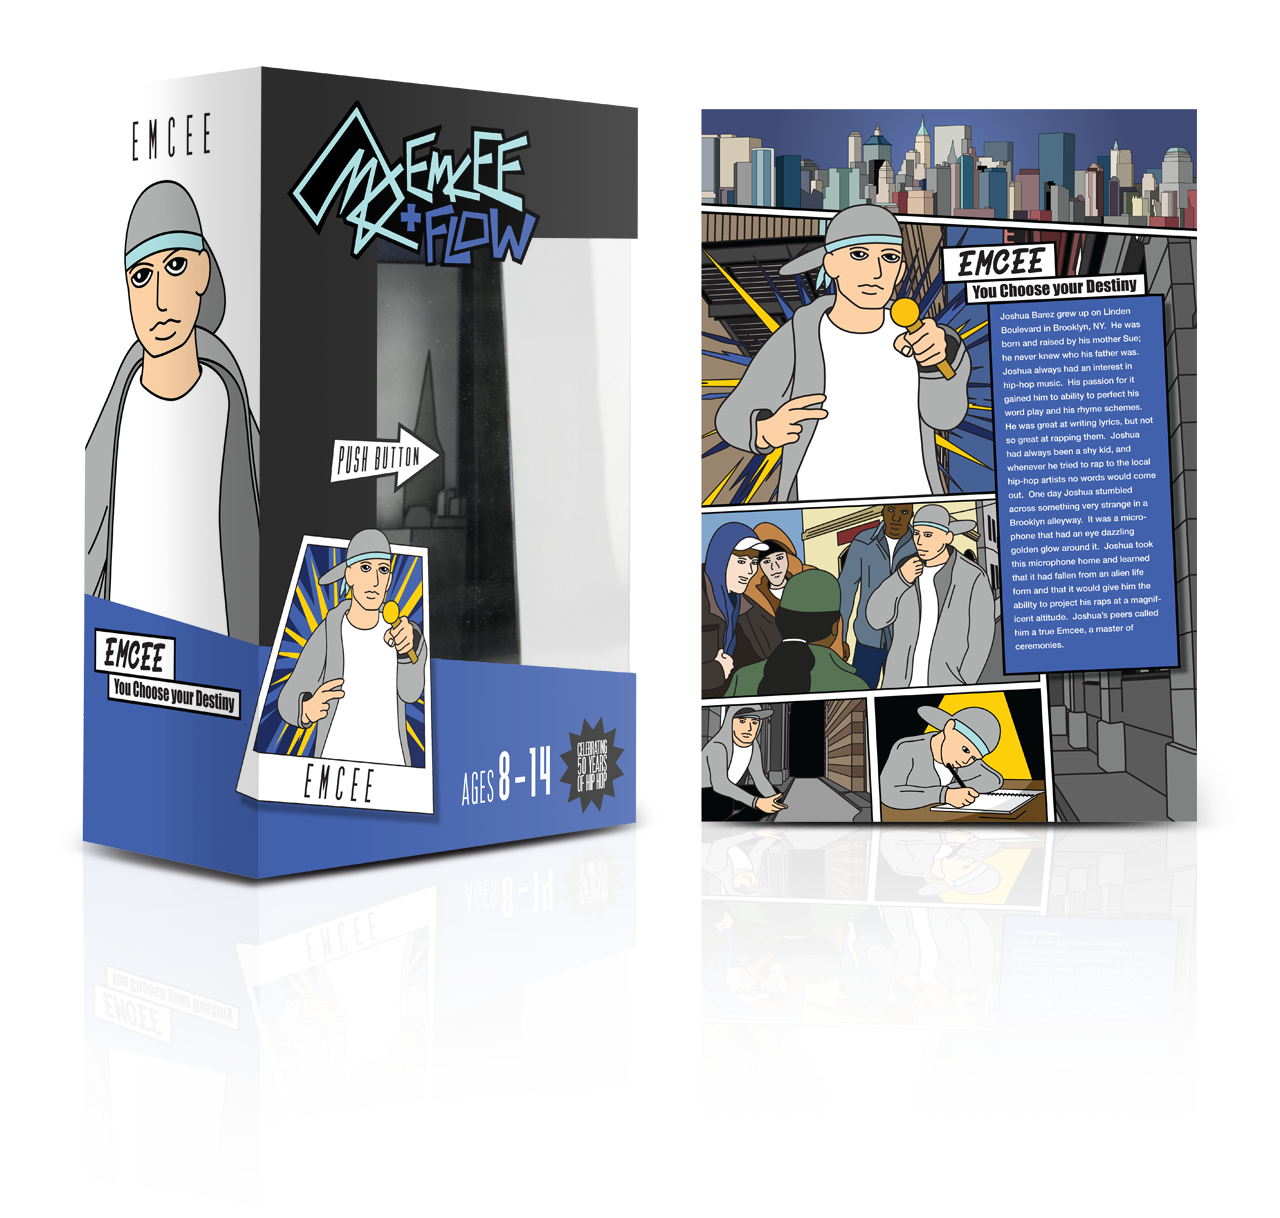 EMCEE
EMCEE
+FLOW
PUSH BUTTON
EMCEE
You Choose your Destiny
EMCEE
AGES 8-14
CELEBRATING
50 YEARS
OF HIP HOP
EMCEE
You Choose your Destiny
Joshua Barez grew up on Linden
Boulevard in Brooklyn, NY. He was
born and raised by his mother Sue;
he never knew who his father was.
Joshua always had an interest in
hip-hop music. His passion for it
gained him to ability to perfect his
word play and his rhyme schemes.
He was great at writing lyrics, but not
so great at rapping them. Joshua
had always been a shy kid, and
whenever he tried to rap to the local
hip-hop artists no words would come
out. One day Joshua stumbled
across something very strange in a
Brooklyn alleyway. It was a micro-
phone that had an eye dazzling
golden glow around it. Joshua took
this microphone home and learned
that it had fallen from an alien life
form and that it would give him the
ability to project his raps at a magnif-
icent altitude. Joshua's peers called
him a true Emcee, a master of
ceremonies.